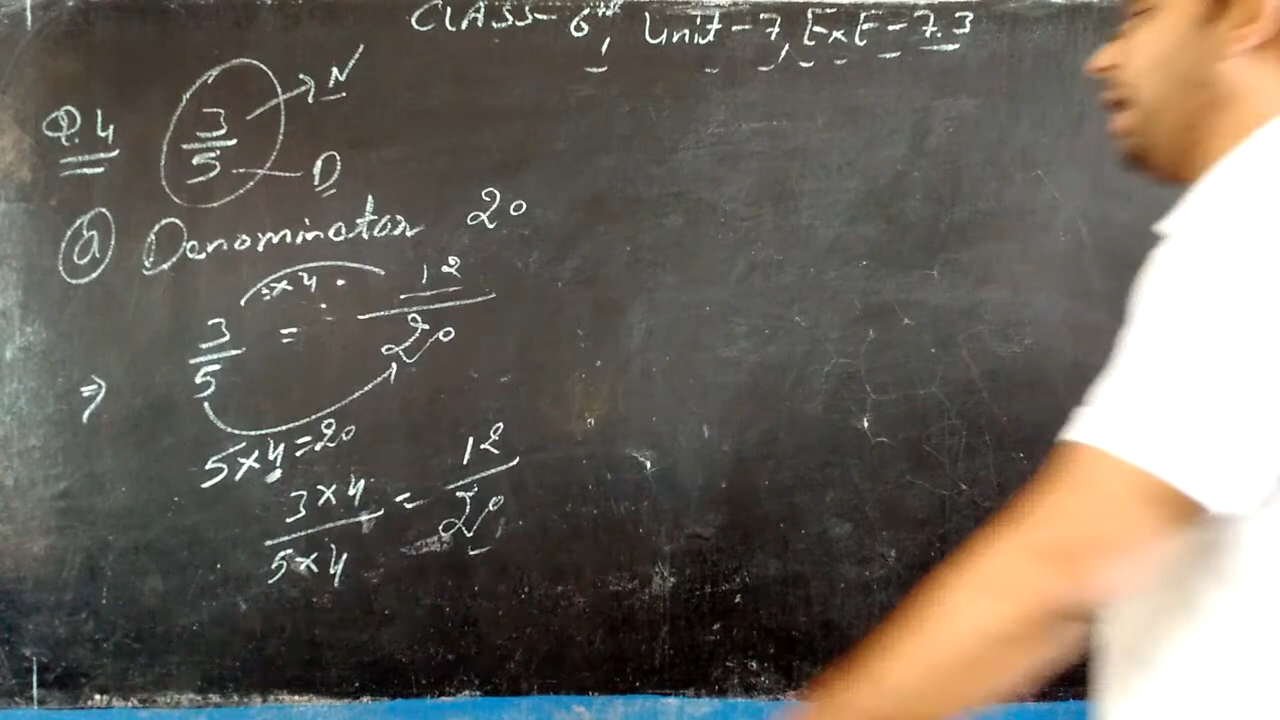 CLASS-6th, Unit-7, ExE-7.3
Q.4 3/5 → N
D
(a) Denominator 20
×4
⇒ 3/5 = 12/20
5×4=20
3×4/5×4 = 12/20